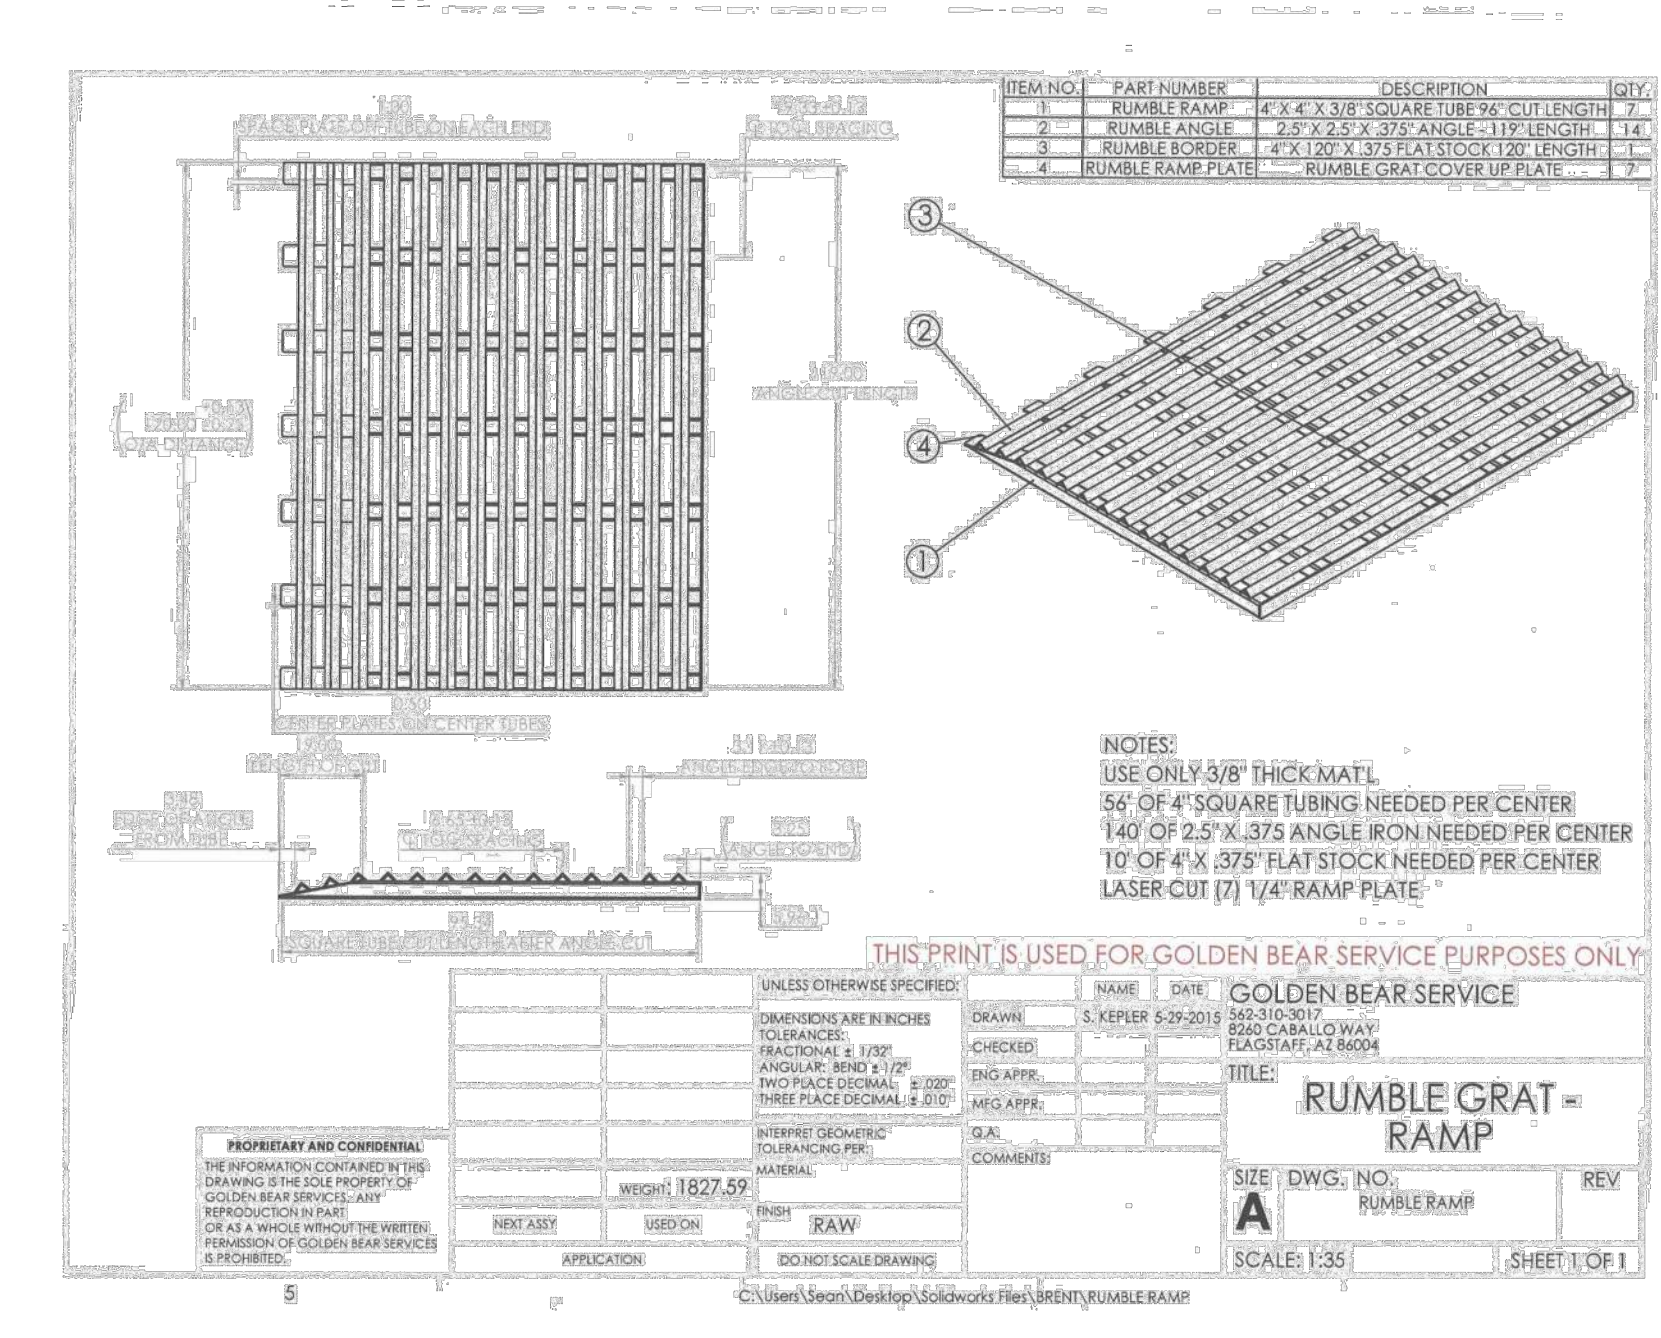 ITEM NO. PART NUMBER DESCRIPTION QTY.
1 RUMBLE RAMP 4" X 4" X 3/8" SQUARE TUBE 96" CUT LENGTH 7
2 RUMBLE ANGLE 2.5" X 2.5" X .375" ANGLE - 119" LENGTH 14
3 RUMBLE BORDER 4" X 120" X .375 FLAT STOCK 120" LENGTH 1
4 RUMBLE RAMP PLATE RUMBLE GRAT COVER UP PLATE 7
SPACE PLATE OFF TUBE ON EACH END
SPACING
3
2
4
1
119.00
ANGLE CUT LENGTH
O/A DISTANCE
0.50
CENTER PLATES ON CENTER TUBES
19.00
LENGTH OF CUT
ANGLE EDGE TO EDGE
EDGE OF ANGLE
FROM TUBE
SPACING
3.25
ANGLE TO END
SQUARE TUBE CUT LENGTH AFTER ANGLE CUT
NOTES:
USE ONLY 3/8" THICK MAT'L
56' OF 4" SQUARE TUBING NEEDED PER CENTER
140' OF 2.5" X .375 ANGLE IRON NEEDED PER CENTER
10' OF 4" X .375" FLAT STOCK NEEDED PER CENTER
LASER CUT (7) 1/4" RAMP PLATE
THIS PRINT IS USED FOR GOLDEN BEAR SERVICE PURPOSES ONLY
UNLESS OTHERWISE SPECIFIED:
DIMENSIONS ARE IN INCHES
TOLERANCES:
FRACTIONAL ± 1/32"
ANGULAR: BEND ± 1/2°
TWO PLACE DECIMAL ± .020"
THREE PLACE DECIMAL ± .010"
INTERPRET GEOMETRIC
TOLERANCING PER:
MATERIAL
FINISH
RAW
DO NOT SCALE DRAWING
NAME DATE
DRAWN S. KEPLER 5-29-2015
CHECKED
ENG APPR.
MFG APPR.
Q.A.
COMMENTS:
GOLDEN BEAR SERVICE
562-310-3017
8260 CABALLO WAY
FLAGSTAFF, AZ 86004
TITLE:
RUMBLE GRAT -
RAMP
SIZE DWG. NO. REV
A RUMBLE RAMP
SCALE: 1:35 SHEET 1 OF 1
PROPRIETARY AND CONFIDENTIAL
THE INFORMATION CONTAINED IN THIS
DRAWING IS THE SOLE PROPERTY OF
GOLDEN BEAR SERVICES. ANY
REPRODUCTION IN PART
OR AS A WHOLE WITHOUT THE WRITTEN
PERMISSION OF GOLDEN BEAR SERVICES
IS PROHIBITED.
WEIGHT: 1827.59
NEXT ASSY USED ON
APPLICATION
5
C:\Users\Sean\Desktop\Solidworks Files\BRENT\RUMBLE RAMP